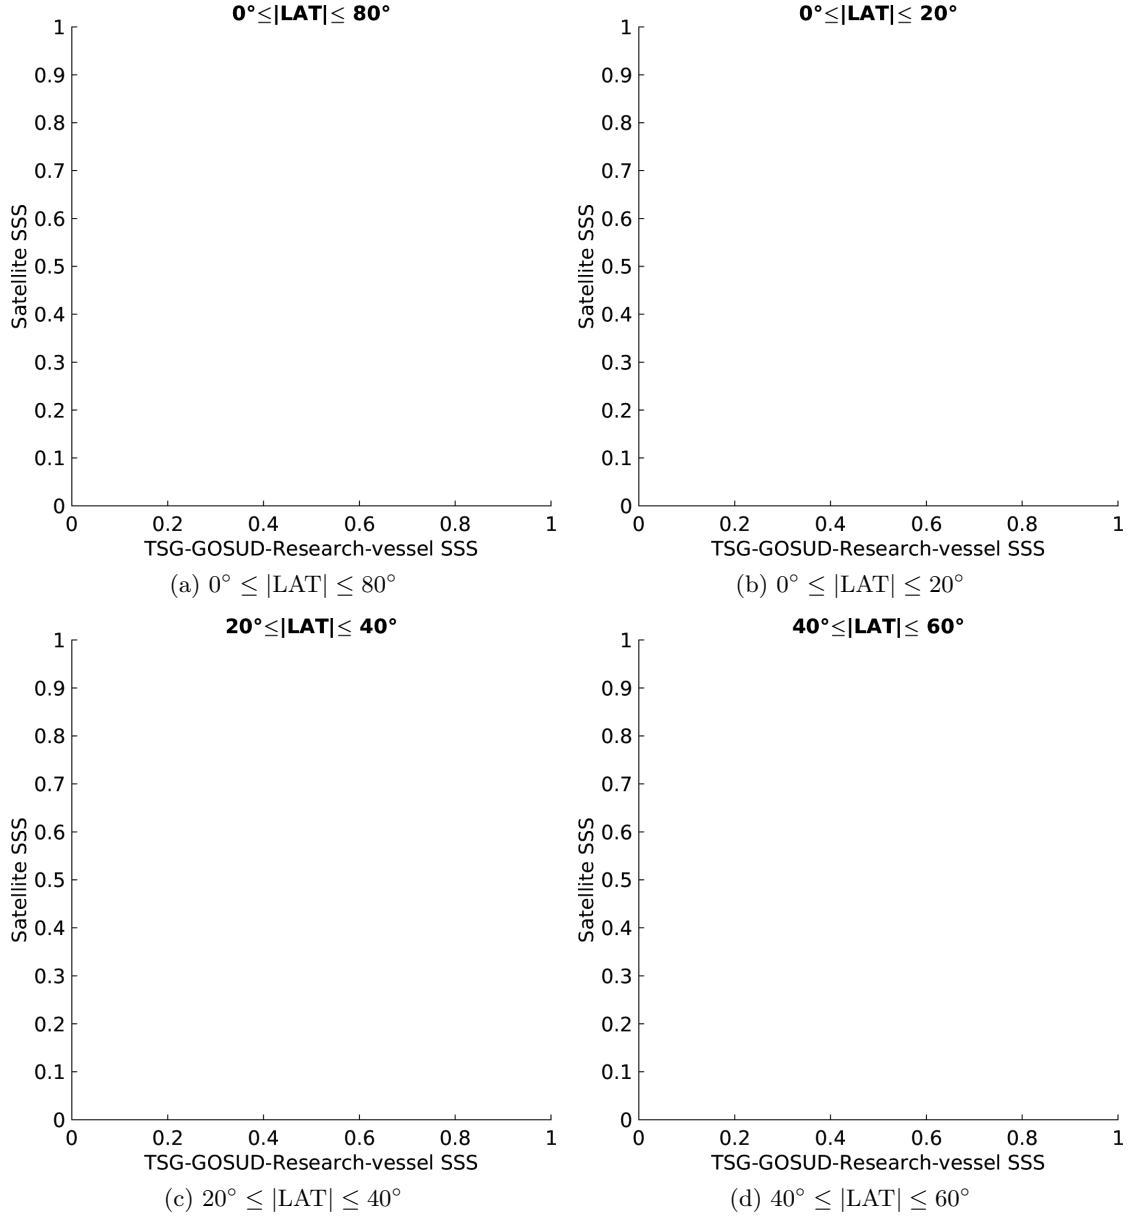 0°≤|LAT|≤ 80°
1
0.9
0.8
0.7
0.6
0.5
0.4
0.3
0.2
0.1
0
Satellite SSS
0 0.2 0.4 0.6 0.8 1
TSG-GOSUD-Research-vessel SSS
(a) 0° ≤ |LAT| ≤ 80°
0°≤|LAT|≤ 20°
1
0.9
0.8
0.7
0.6
0.5
0.4
0.3
0.2
0.1
0
Satellite SSS
0 0.2 0.4 0.6 0.8 1
TSG-GOSUD-Research-vessel SSS
(b) 0° ≤ |LAT| ≤ 20°
20°≤|LAT|≤ 40°
1
0.9
0.8
0.7
0.6
0.5
0.4
0.3
0.2
0.1
0
Satellite SSS
0 0.2 0.4 0.6 0.8 1
TSG-GOSUD-Research-vessel SSS
(c) 20° ≤ |LAT| ≤ 40°
40°≤|LAT|≤ 60°
1
0.9
0.8
0.7
0.6
0.5
0.4
0.3
0.2
0.1
0
Satellite SSS
0 0.2 0.4 0.6 0.8 1
TSG-GOSUD-Research-vessel SSS
(d) 40° ≤ |LAT| ≤ 60°